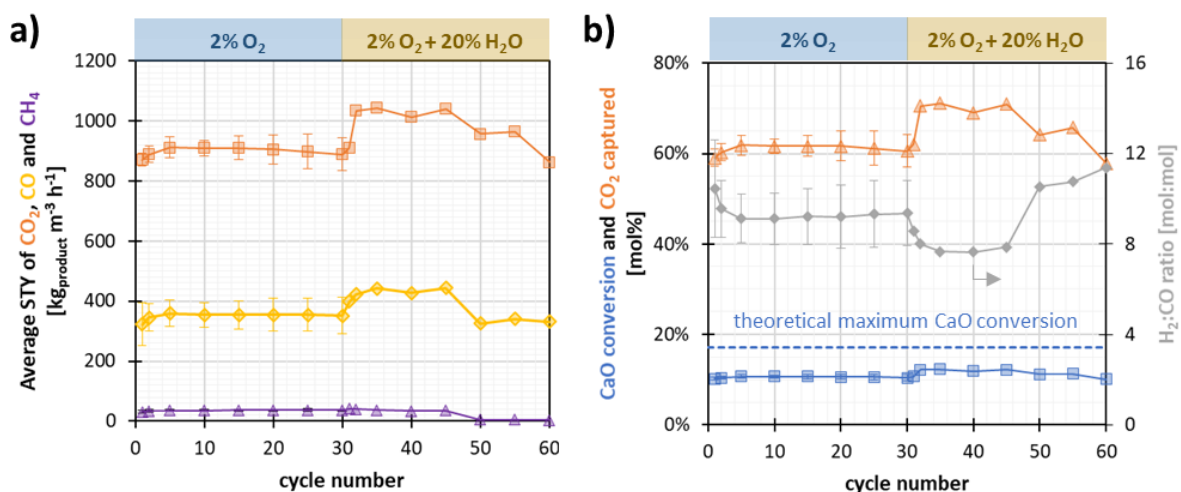 a)
2% O₂
2% O₂ + 20% H₂O
Average STY of CO₂, CO and CH₄
[kgproduct m⁻³ h⁻¹]
1200
1000
800
600
400
200
0
0 10 20 30 40 50 60
cycle number
b)
2% O₂
2% O₂ + 20% H₂O
CaO conversion and CO₂ captured
[mol%]
80%
60%
40%
20%
0%
theoretical maximum CaO conversion
16
12
8
4
0
H₂:CO ratio [mol:mol]
0 10 20 30 40 50 60
cycle number